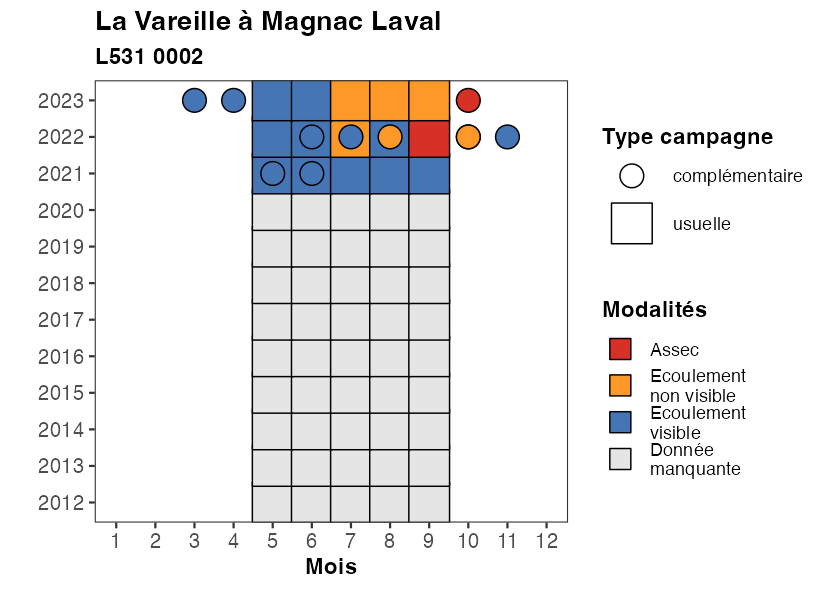 La Vareille à Magnac Laval
L531 0002
2023
2022
2021
2020
2019
2018
2017
2016
2015
2014
2013
2012
1 2 3 4 5 6 7 8 9 10 11 12
Mois
Type campagne
complémentaire
usuelle
Modalités
Assec
Ecoulement
non visible
Ecoulement
visible
Donnée
manquante